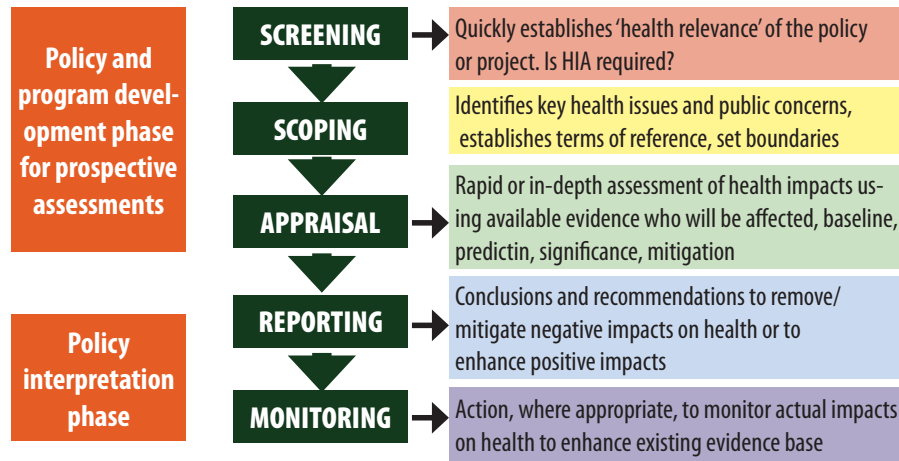 Policy and
program devel-
opment phase
for prospective
assessments
SCREENING
Quickly establishes 'health relevance' of the policy
or project. Is HIA required?
SCOPING
Identifies key health issues and public concerns,
establishes terms of reference, set boundaries
APPRAISAL
Rapid or in-depth assessment of health impacts us-
ing available evidence who will be affected, baseline,
predictin, significance, mitigation
Policy
interpretation
phase
REPORTING
Conclusions and recommendations to remove/
mitigate negative impacts on health or to
enhance positive impacts
MONITORING
Action, where appropriate, to monitor actual impacts
on health to enhance existing evidence base